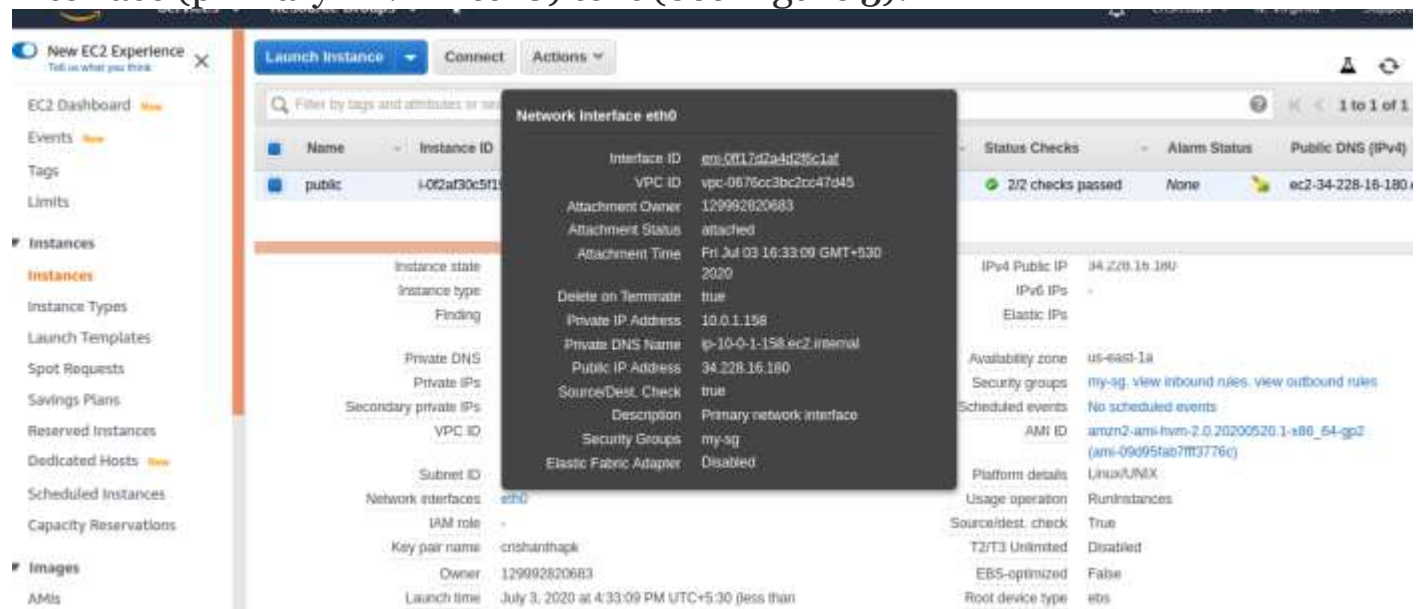 New EC2 Experience
Tell us what you think
EC2 Dashboard New
Events New
Tags
Limits
Instances
Instances
Instance Types
Launch Templates
Spot Requests
Savings Plans
Reserved Instances
Dedicated Hosts New
Scheduled Instances
Capacity Reservations
Images
AMIs
Launch Instance Connect Actions
Filter by tags and attributes or
1 to 1 of 1
Name Instance ID Status Checks Alarm Status Public DNS (IPv4)
public i-0f2af30c5f1 2/2 checks passed None ec2-34-228-16-180.
Network Interface eth0
Interface ID eni-0ff17d2a4d2f6c1af
VPC ID vpc-0676cc3bc2cc47d45
Attachment Owner 129992820683
Attachment Status attached
Attachment Time Fri Jul 03 16:33:09 GMT+530
2020
Delete on Terminate true
Private IP Address 10.0.1.158
Private DNS Name ip-10-0-1-158.ec2.internal
Public IP Address 34.228.16.180
Source/Dest. Check true
Description Primary network interface
Security Groups my-sg
Elastic Fabric Adapter Disabled
Instance state
Instance type
Finding
Private DNS
Private IPs
Secondary private IPs
VPC ID
Subnet ID
Network interfaces eth0
IAM role -
Key pair name crishanthapk
Owner 129992820683
Launch time July 3, 2020 at 4:33:09 PM UTC+5:30 (less than
IPv4 Public IP 34.228.16.180
IPv6 IPs -
Elastic IPs
Availability zone us-east-1a
Security groups my-sg. view inbound rules. view outbound rules
Scheduled events No scheduled events
AMI ID amzn2-ami-hvm-2.0.20200520.1-x86_64-gp2
(ami-09d95fab7fff3776c)
Platform details Linux/UNIX
Usage operation RunInstances
Source/dest. check True
T2/T3 Unlimited Disabled
EBS-optimized False
Root device type ebs